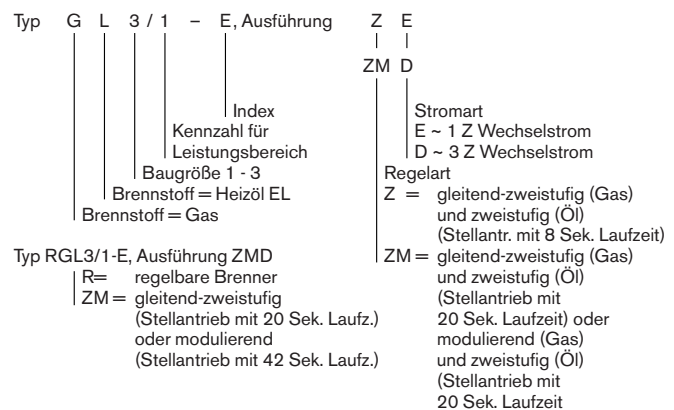 Typ G L 3 / 1 – E, Ausführung Z E
ZM D
Index
Kennzahl für
Leistungsbereich
Baugröße 1 - 3
Brennstoff = Heizöl EL
Brennstoff = Gas
Stromart
E ~ 1 Z Wechselstrom
D ~ 3 Z Wechselstrom
Regelart
Z = gleitend-zweistufig (Gas)
und zweistufig (Öl)
(Stellantr. mit 8 Sek. Laufzeit)
ZM = gleitend-zweistufig (Gas)
und zweistufig (Öl)
(Stellantrieb mit
20 Sek. Laufzeit) oder
modulierend (Gas)
und zweistufig (Öl)
(Stellantrieb mit
20 Sek. Laufzeit
Typ RGL3/1-E, Ausführung ZMD
R= regelbare Brenner
ZM = gleitend-zweistufig
(Stellantrieb mit 20 Sek. Laufz.)
oder modulierend
(Stellantrieb mit 42 Sek. Laufz.)